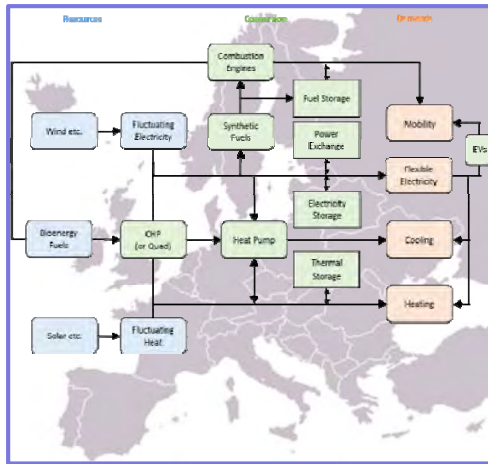 Resources
Conversion
Demands
Combustion
Engines
Fuel Storage
Wind etc.
Fluctuating
Electricity
Synthetic
Fuels
Power
Exchange
Mobility
EVs
Flexible
Electricity
Electricity
Storage
Bioenergy
Fuels
CHP
(or Quad)
Heat Pump
Cooling
Thermal
Storage
Heating
Solar etc.
Fluctuating
Heat